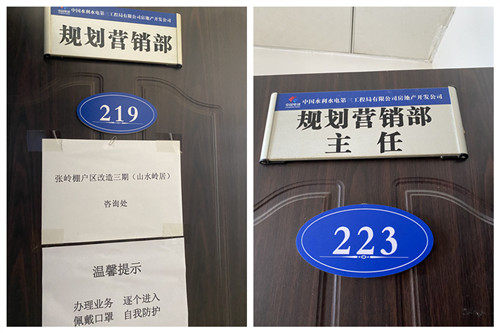 中国水利水电第三工程局有限公司房地产开发公司
规划营销部
219
张岭棚户区改造三期（山水岭居）
咨询处
温馨提示
办理业务 逐个进入
佩戴口罩 自我防护
中国水利水电第三工程局有限公司房地产开发公司
规划营销部
主 任
223